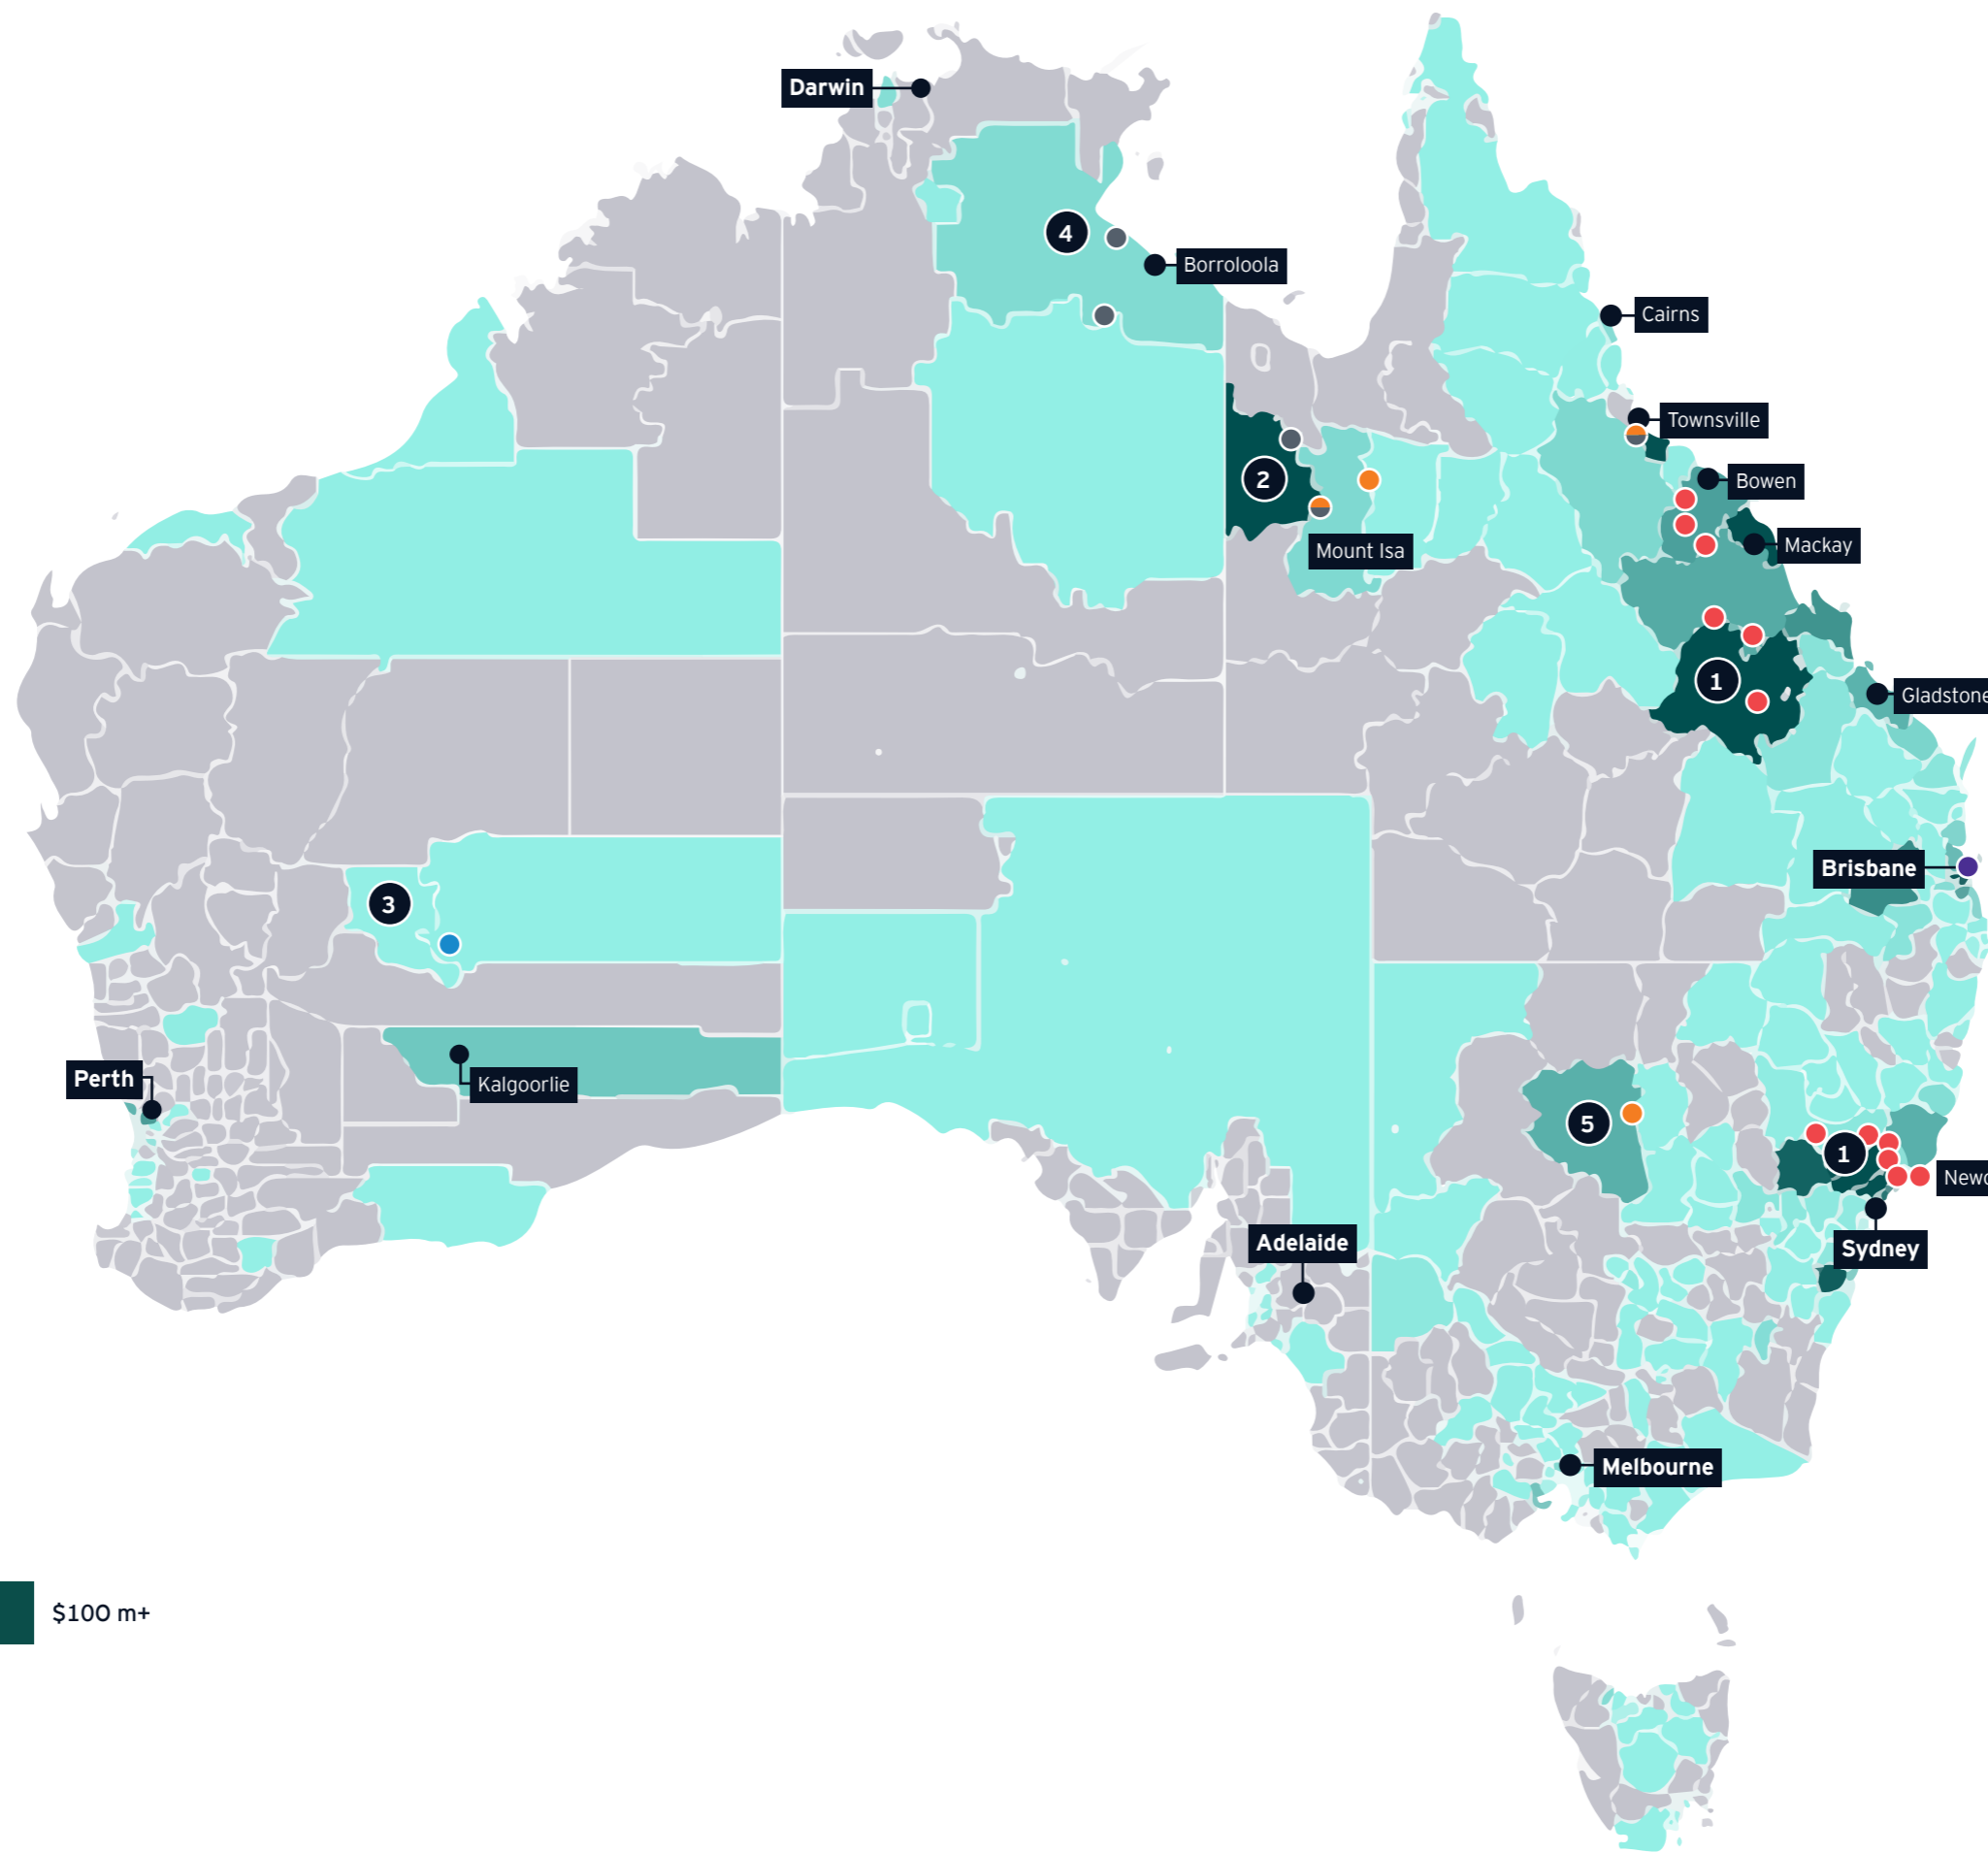 Darwin
4
Borroloola
Cairns
Townsville
2
Bowen
Mackay
Mount Isa
1
Gladstone
Brisbane
3
Perth
Kalgoorlie
5
1
Newc
Adelaide
Sydney
Melbourne
$100 m+